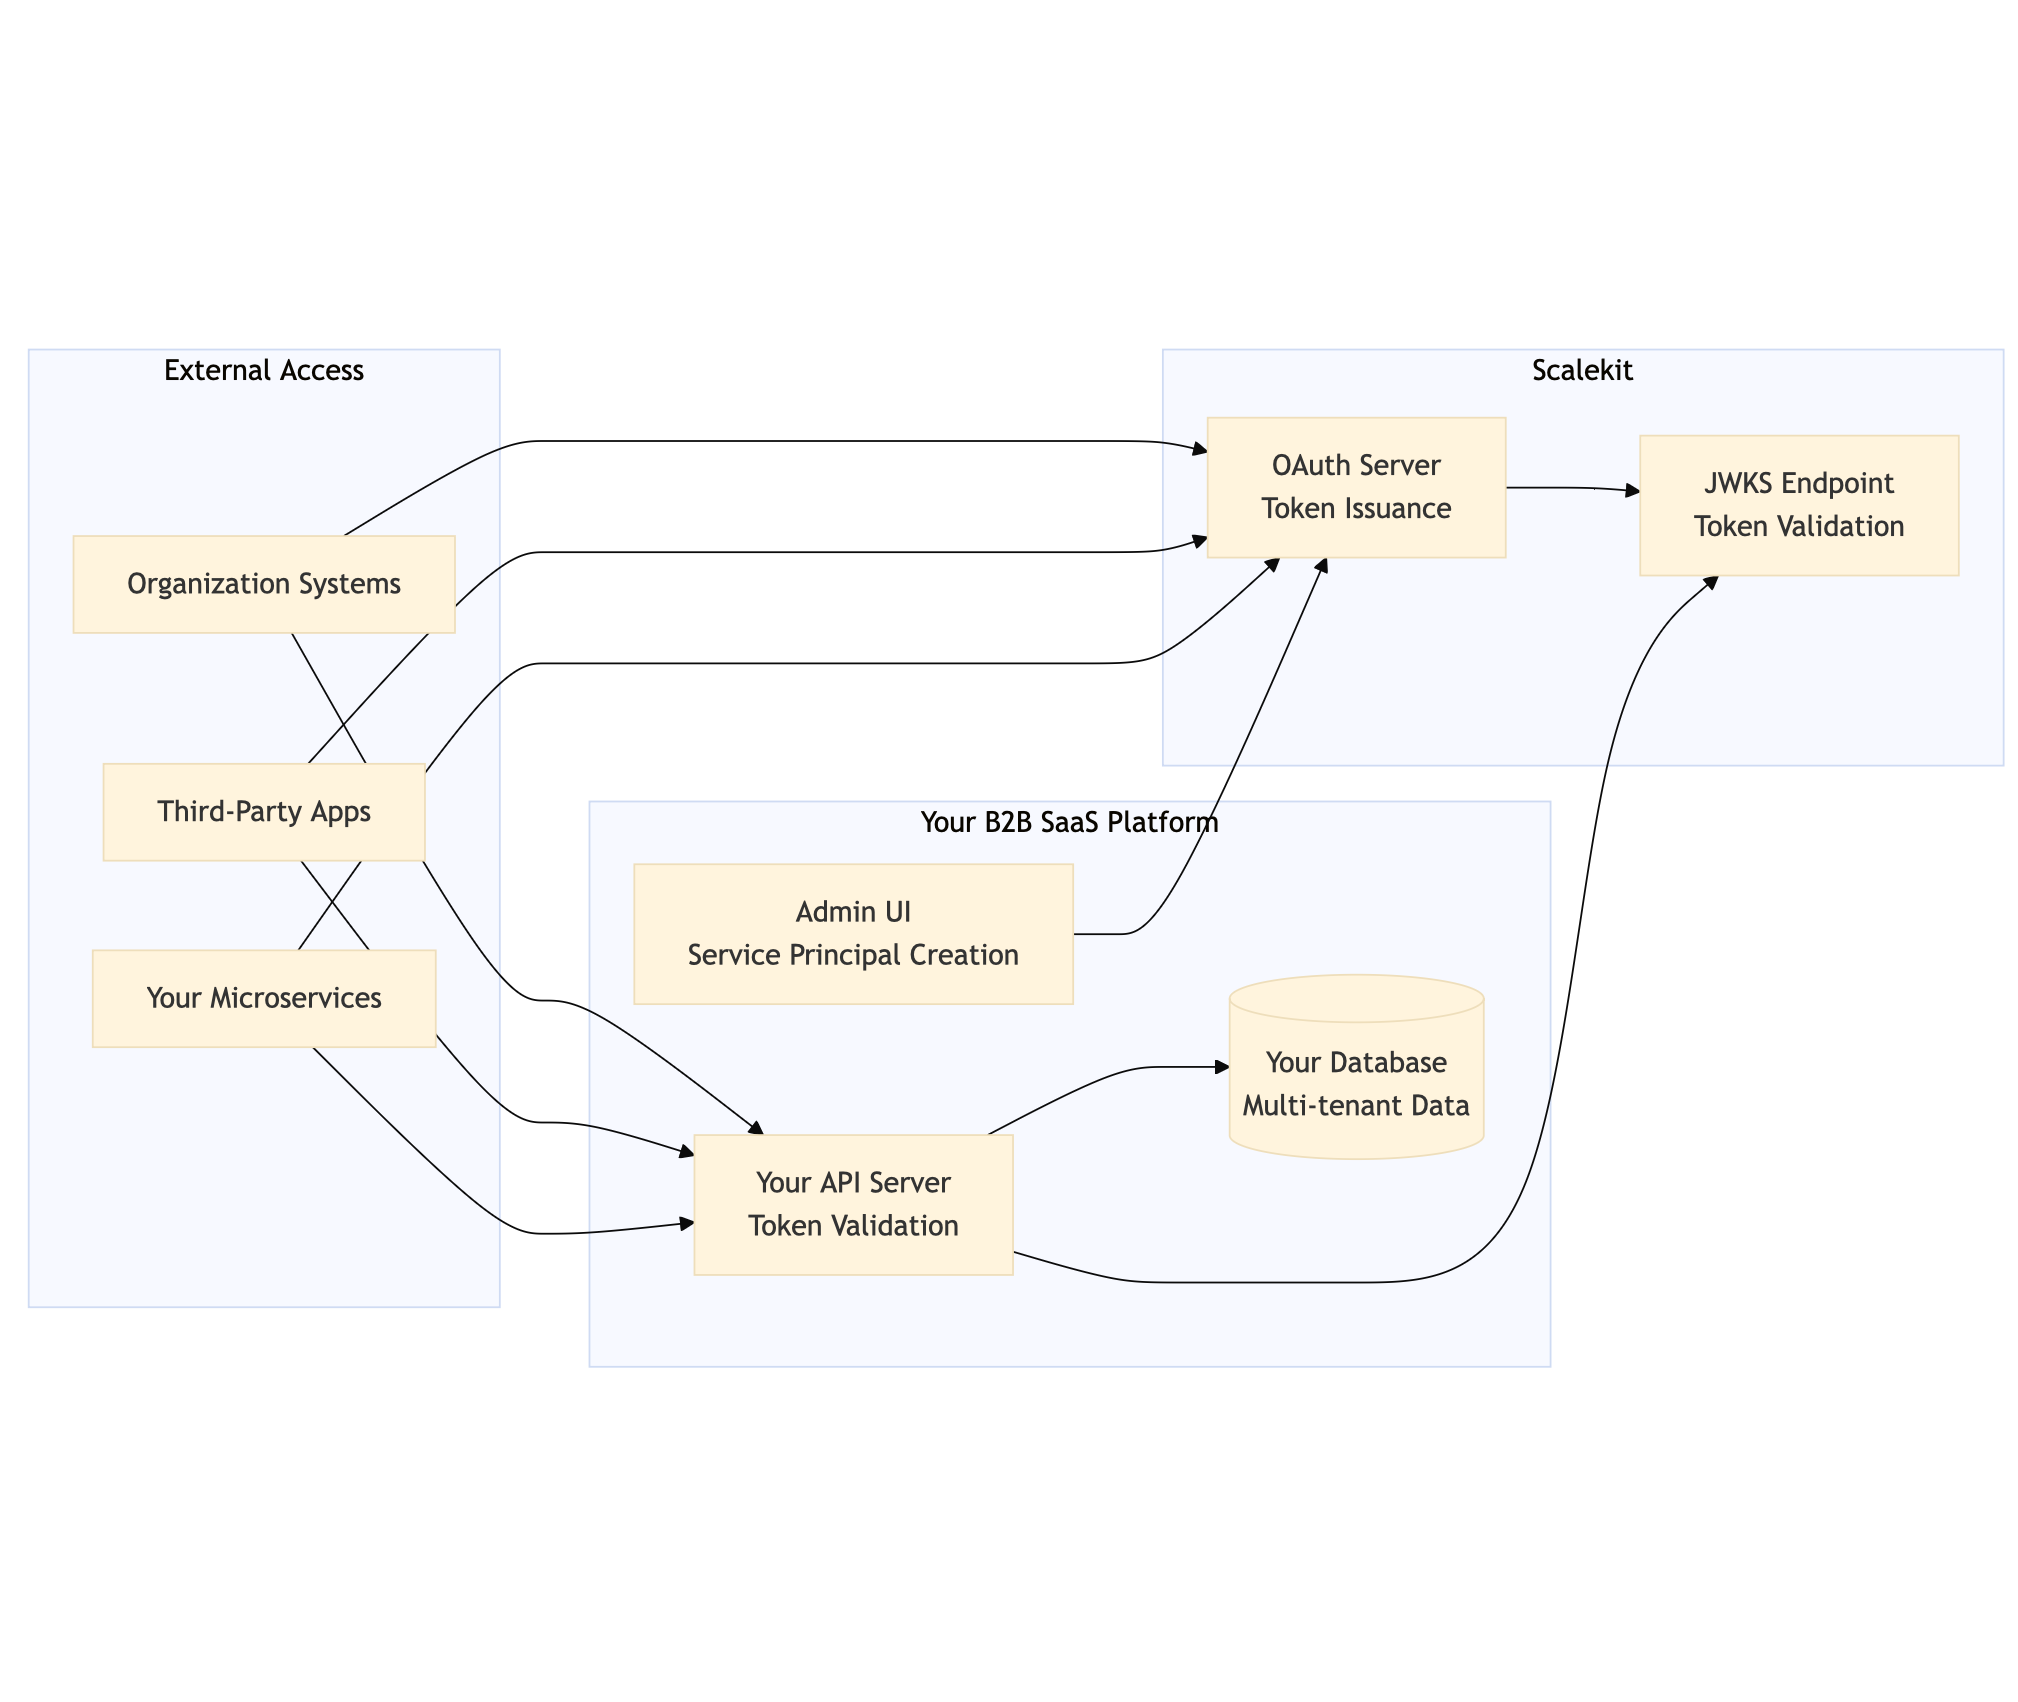 External Access
Organization Systems
Third-Party Apps
Your Microservices
Scalekit
OAuth Server
Token Issuance
JWKS Endpoint
Token Validation
Your B2B SaaS Platform
Admin UI
Service Principal Creation
Your Database
Multi-tenant Data
Your API Server
Token Validation